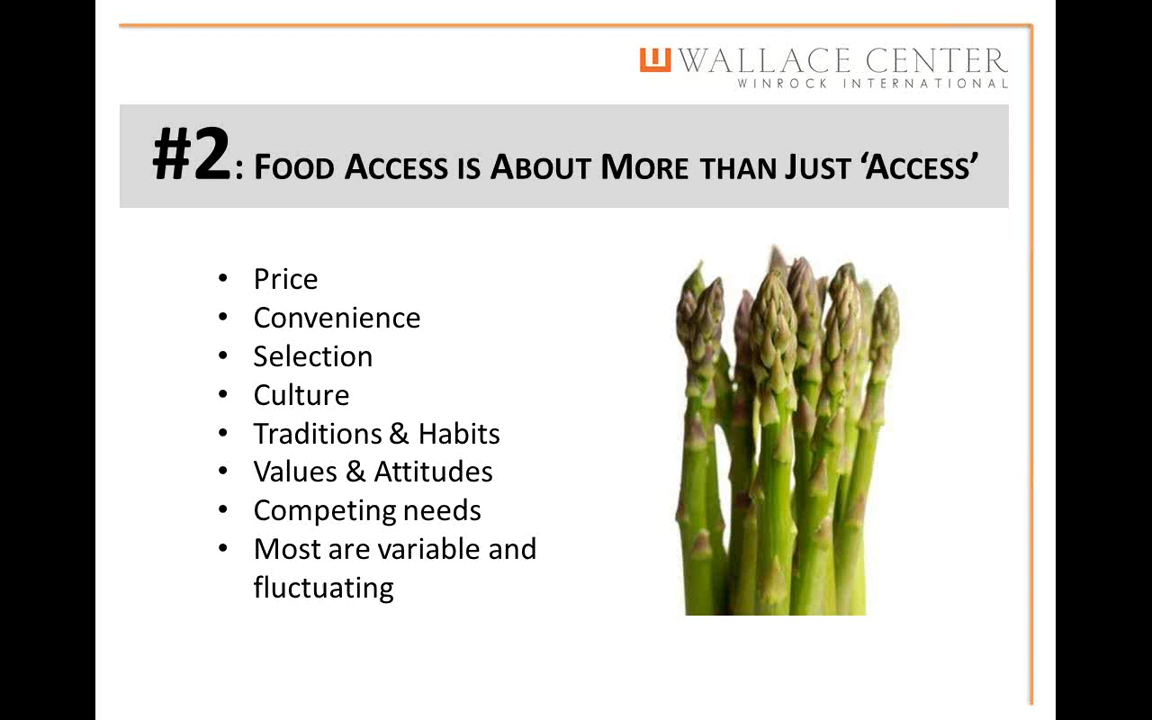 WALLACE CENTER
WINROCK INTERNATIONAL
#2: FOOD ACCESS IS ABOUT MORE THAN JUST ‘ACCESS’
• Price
• Convenience
• Selection
• Culture
• Traditions & Habits
• Values & Attitudes
• Competing needs
• Most are variable and
fluctuating